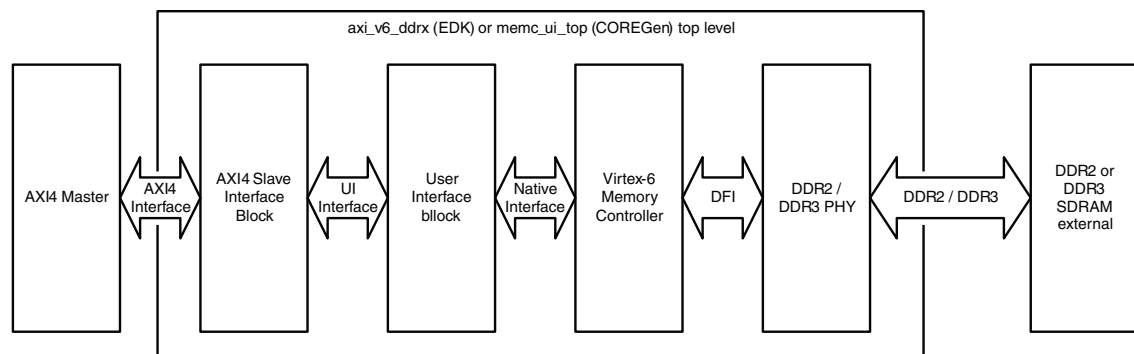 axi_v6_ddrx (EDK) or memc_ui_top (COREGen) top level
AXI4 Master
AXI4
Interface
AXI4 Slave
Interface
Block
UI
Interface
User
Interface
bllock
Native
Interface
Virtex-6
Memory
Controller
DFI
DDR2 /
DDR3 PHY
DDR2 / DDR3
DDR2 or
DDR3
SDRAM
external